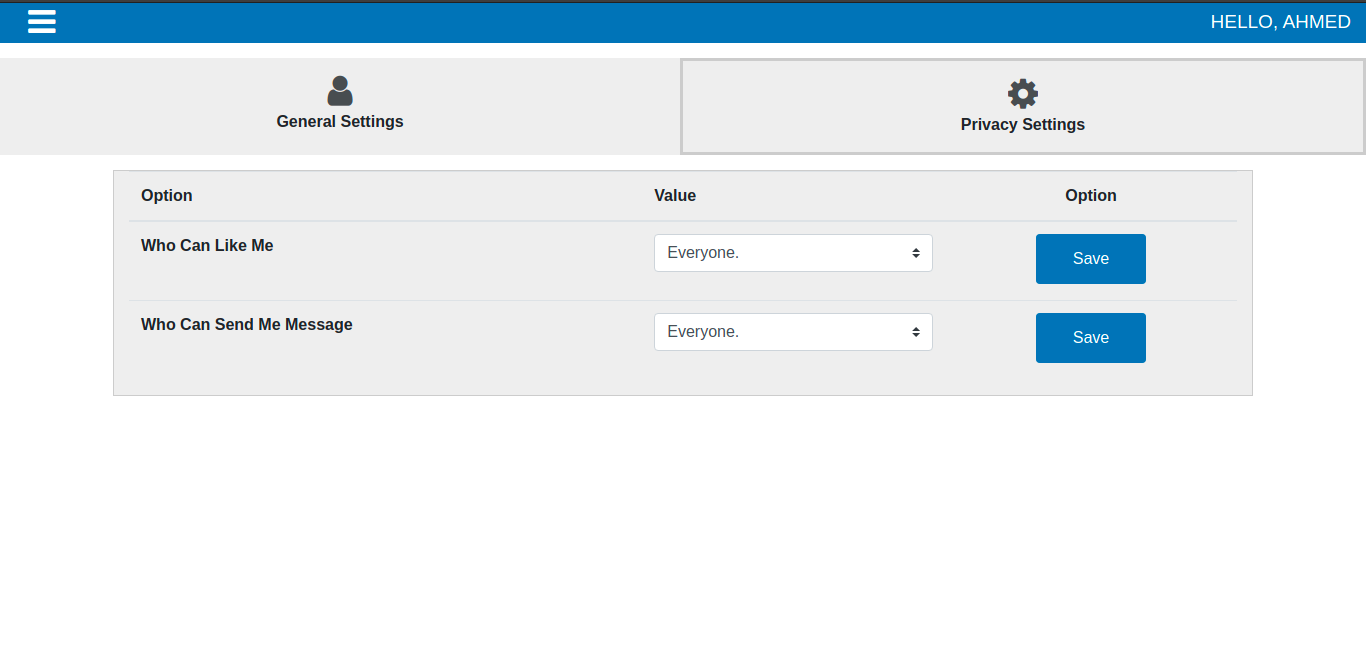 HELLO, AHMED
General Settings
Privacy Settings
Option Value Option
Who Can Like Me Everyone. Save
Who Can Send Me Message Everyone. Save